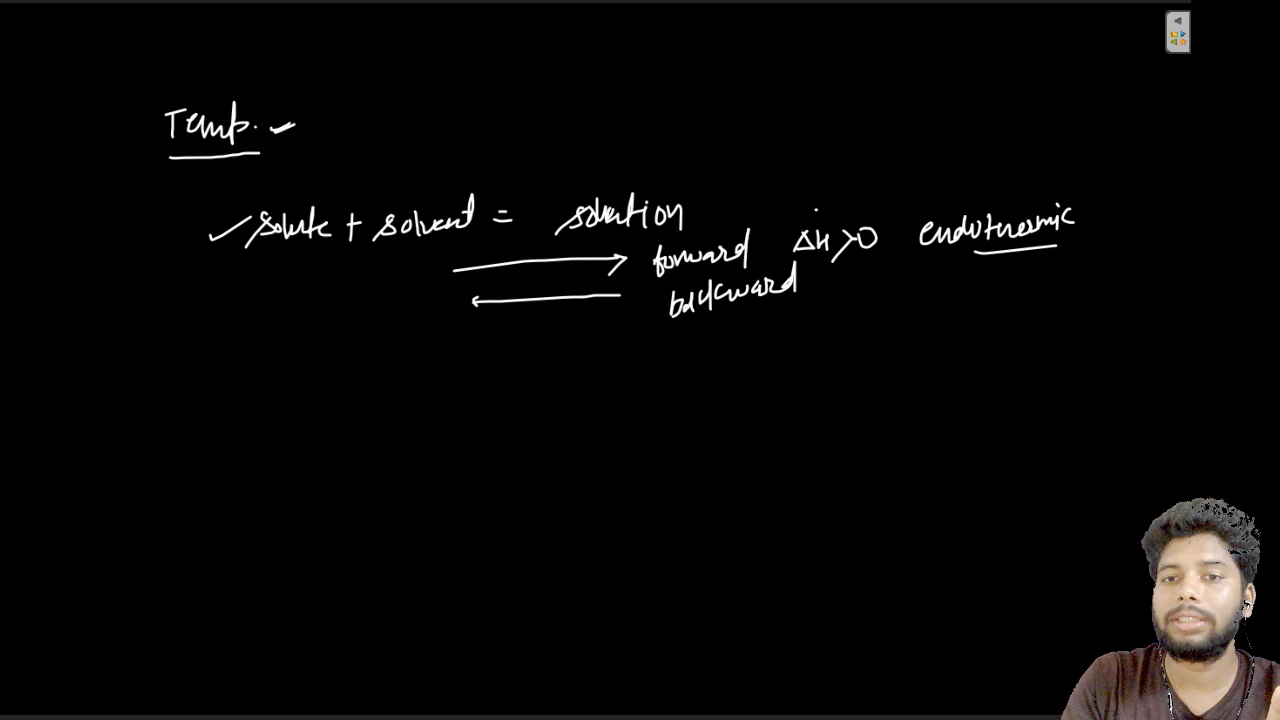 Temp.
solute + solvent = solution
forward ΔH>0 endothermic
backward